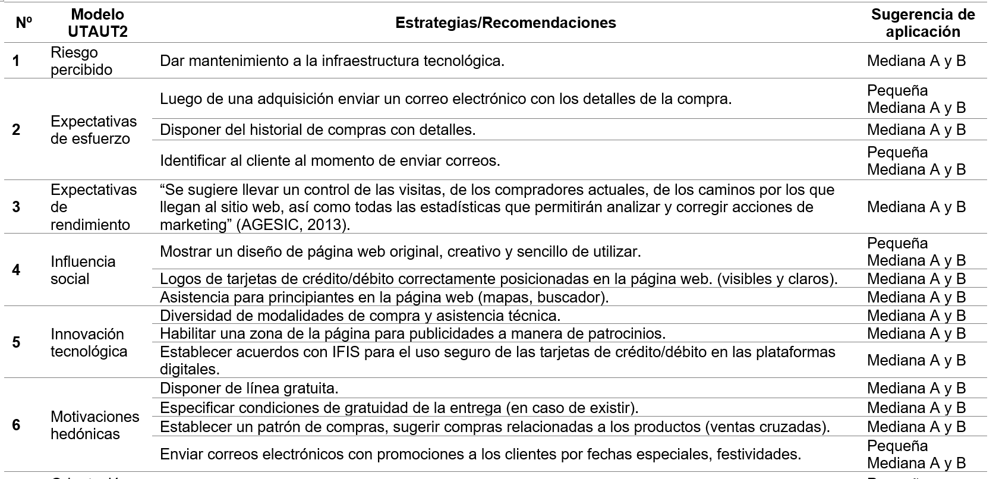 Nº
Modelo
UTAUT2
Estrategias/Recomendaciones
Sugerencia de
aplicación
1
Riesgo
percibido
Dar mantenimiento a la infraestructura tecnológica.
Mediana A y B
2
Expectativas
de esfuerzo
Luego de una adquisición enviar un correo electrónico con los detalles de la compra.
Pequeña
Mediana A y B
Disponer del historial de compras con detalles.
Mediana A y B
Identificar al cliente al momento de enviar correos.
Pequeña
Mediana A y B
3
Expectativas
de
rendimiento
“Se sugiere llevar un control de las visitas, de los compradores actuales, de los caminos por los que
llegan al sitio web, así como todas las estadísticas que permitirán analizar y corregir acciones de
marketing” (AGESIC, 2013).
Mediana A y B
4
Influencia
social
Mostrar un diseño de página web original, creativo y sencillo de utilizar.
Pequeña
Mediana A y B
Logos de tarjetas de crédito/débito correctamente posicionadas en la página web. (visibles y claros).
Mediana A y B
Asistencia para principiantes en la página web (mapas, buscador).
Mediana A y B
5
Innovación
tecnológica
Diversidad de modalidades de compra y asistencia técnica.
Mediana A y B
Habilitar una zona de la página para publicidades a manera de patrocinios.
Mediana A y B
Establecer acuerdos con IFIS para el uso seguro de las tarjetas de crédito/débito en las plataformas
digitales.
Mediana A y B
6
Motivaciones
hedónicas
Disponer de línea gratuita.
Mediana A y B
Especificar condiciones de gratuidad de la entrega (en caso de existir).
Mediana A y B
Establecer un patrón de compras, sugerir compras relacionadas a los productos (ventas cruzadas).
Mediana A y B
Enviar correos electrónicos con promociones a los clientes por fechas especiales, festividades.
Pequeña
Mediana A y B